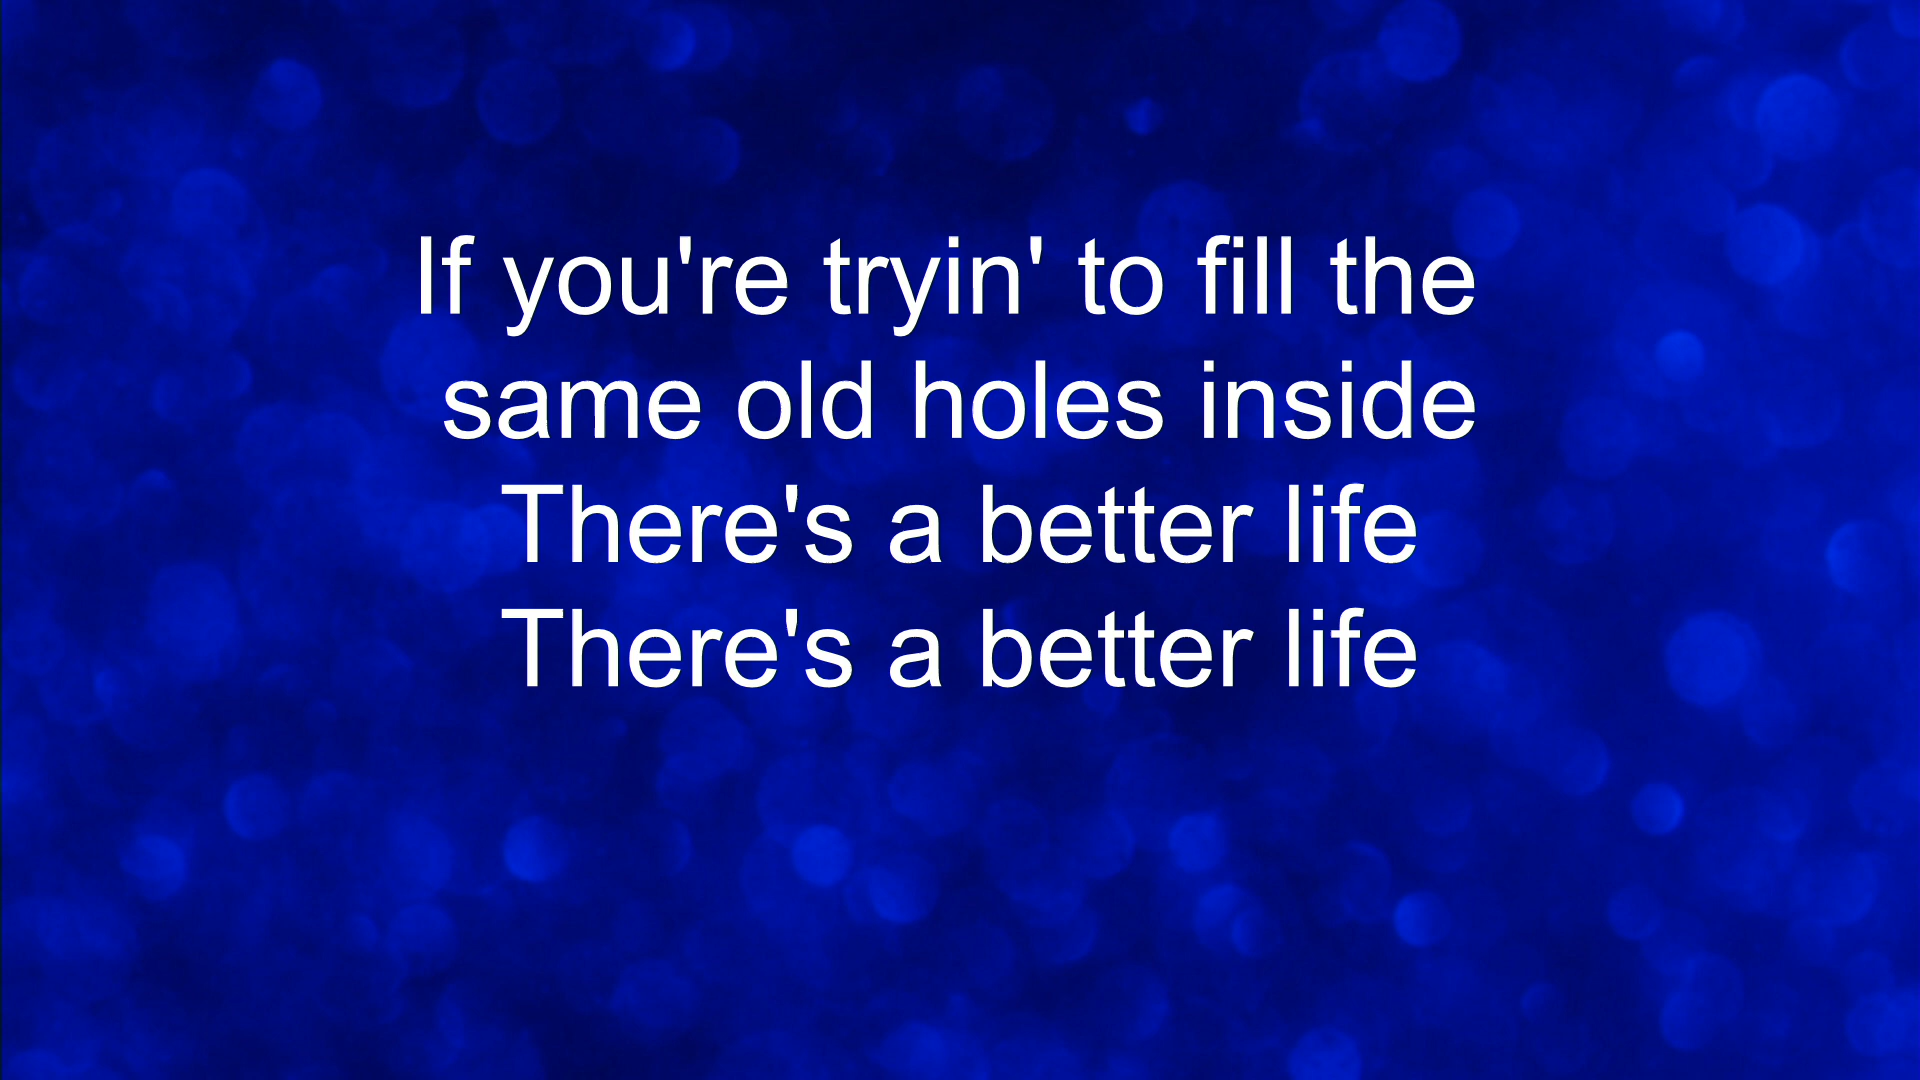 If you're tryin' to fill the
same old holes inside
There's a better life
There's a better life